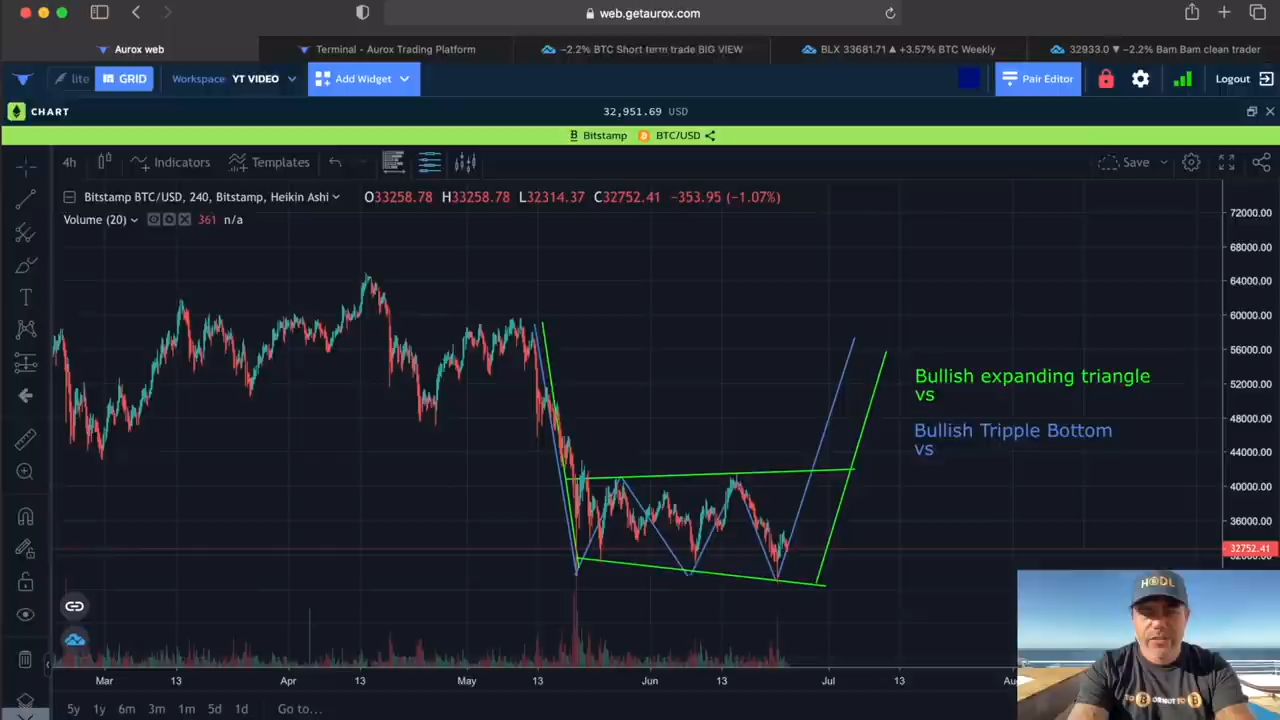 web.getaurox.com
Aurox web
Terminal - Aurox Trading Platform
−2.2% BTC Short term trade BIG VIEW
BLX 33681.71 ▲ +3.57% BTC Weekly
32933.0 ▼ −2.2% Bam Bam clean trader
lite
GRID
Workspace: YT VIDEO
Add Widget
Pair Editor
Logout
CHART
32,951.69 USD
Bitstamp BTC/USD
4h
Indicators
Templates
Save
Bitstamp BTC/USD, 240, Bitstamp, Heikin Ashi
O33258.78 H33258.78 L32314.37 C32752.41 −353.95 (−1.07%)
Volume (20)
361 n/a
72000.00
68000.00
64000.00
60000.00
56000.00
52000.00
48000.00
44000.00
40000.00
36000.00
32752.41
32000.00
Bullish expanding triangle
vs
Bullish Tripple Bottom
vs
Mar
13
Apr
13
May
13
Jun
13
Jul
13
5y
1y
6m
3m
1m
5d
1d
Go to...
HODL